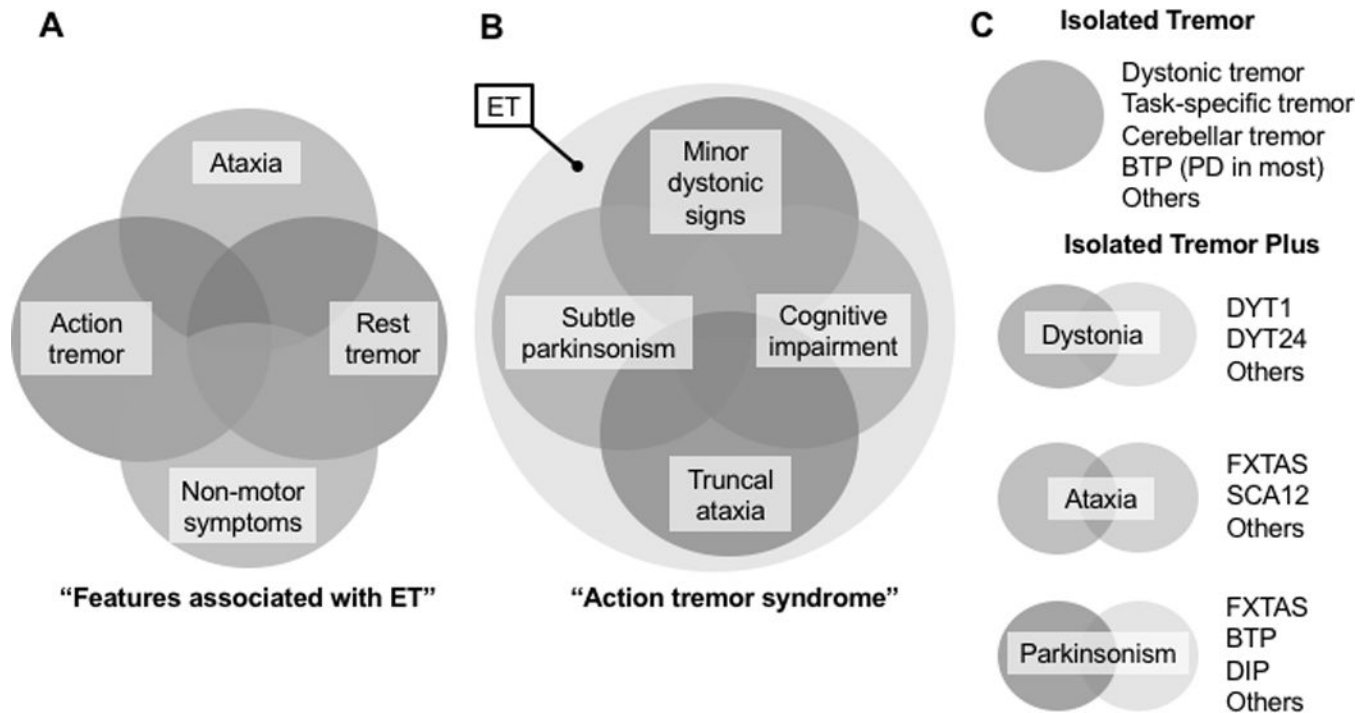 A
Ataxia
Action
tremor
Rest
tremor
Non-motor
symptoms
“Features associated with ET”
B
ET
Minor
dystonic
signs
Subtle
parkinsonism
Cognitive
impairment
Truncal
ataxia
“Action tremor syndrome”
C
Isolated Tremor
Dystonic tremor
Task-specific tremor
Cerebellar tremor
BTP (PD in most)
Others
Isolated Tremor Plus
Dystonia
DYT1
DYT24
Others
Ataxia
FXTAS
SCA12
Others
Parkinsonism
FXTAS
BTP
DIP
Others